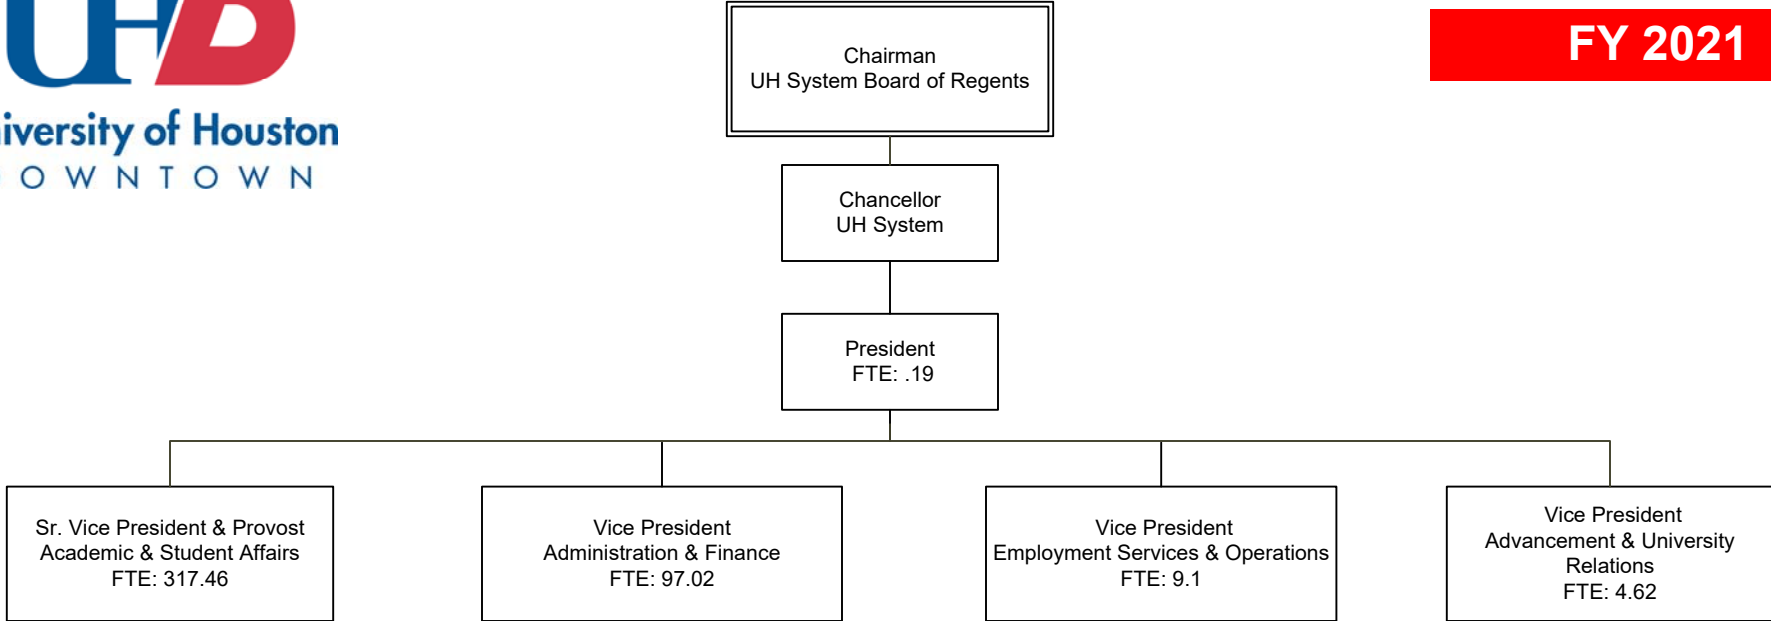 UHD
FY 2021
iversity of Houston
O W N T O W N
Chairman
UH System Board of Regents
Chancellor
UH System
President
FTE: .19
Sr. Vice President & Provost
Academic & Student Affairs
FTE: 317.46
Vice President
Administration & Finance
FTE: 97.02
Vice President
Employment Services & Operations
FTE: 9.1
Vice President
Advancement & University
Relations
FTE: 4.62